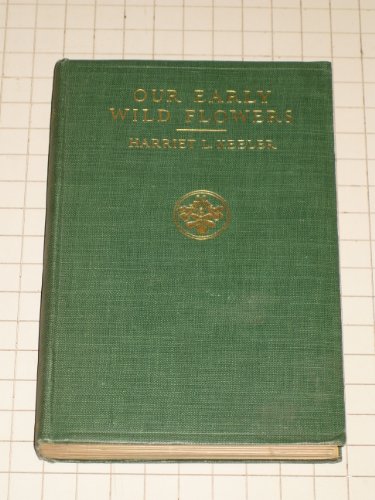 OUR EARLY
WILD FLOWERS
HARRIET L. KEELER